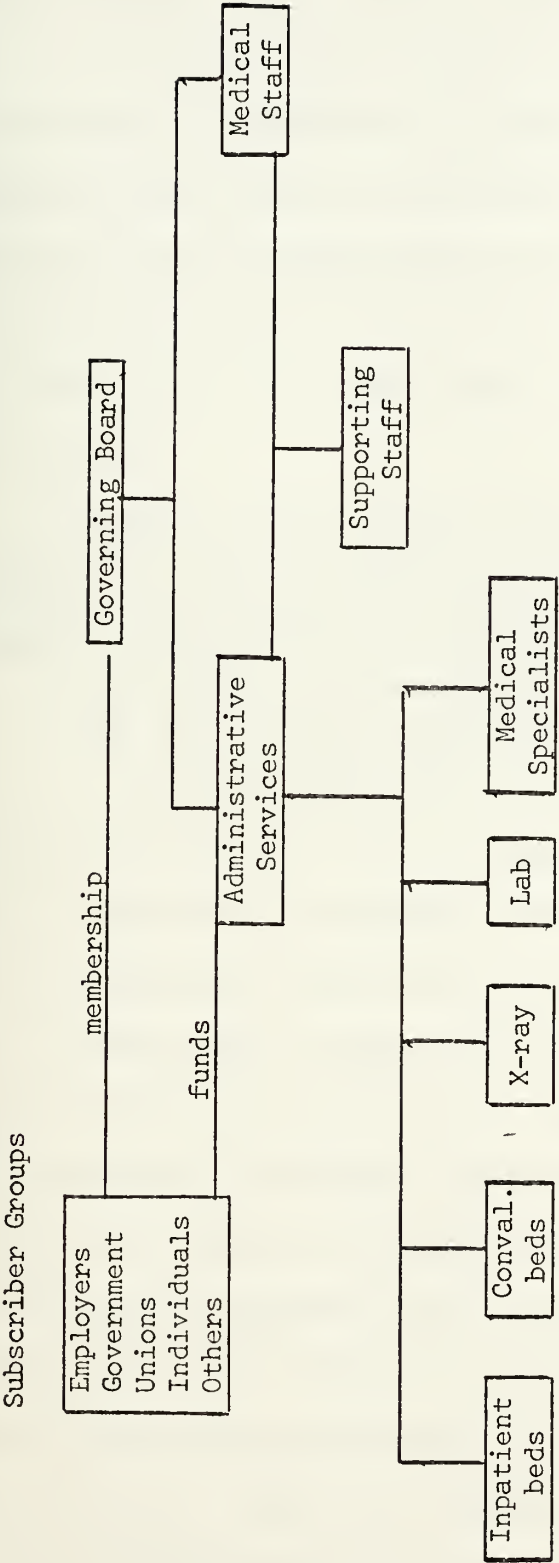 Subscriber Groups
Employers
Government
Unions
Individuals
Others
membership
funds
Governing Board
Administrative
Services
Medical
Staff
Supporting
Staff
Inpatient
beds
Conval.
beds
X-ray
Lab
Medical
Specialists